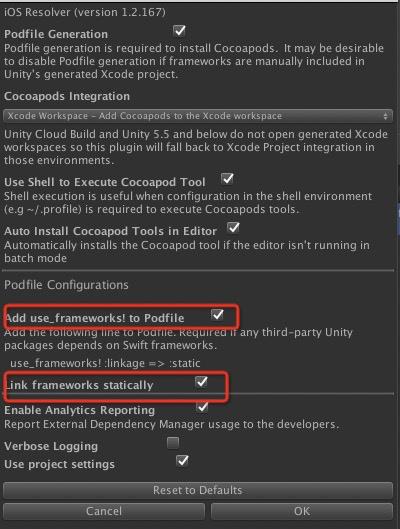 iOS Resolver (version 1.2.167)
Podfile Generation
Podfile generation is required to install Cocoapods. It may be desirable
to disable Podfile generation if frameworks are manually included in
Unity's generated Xcode project.
Cocoapods Integration
Xcode Workspace - Add Cocoapods to the Xcode workspace
Unity Cloud Build and Unity 5.5 and below do not open generated Xcode
workspaces so this plugin will fall back to Xcode Project integration in
those environments.
Use Shell to Execute Cocoapod Tool
Shell execution is useful when configuration in the shell environment
(e.g ~/.profile) is required to execute Cocoapods tools.
Auto Install Cocoapod Tools in Editor
Automatically installs the Cocoapod tool if the editor isn't running in
batch mode
Podfile Configurations
Add use_frameworks! to Podfile
Add the following line to Podfile. Required if any third-party Unity
packages depends on Swift frameworks.
use_frameworks! :linkage => :static
Link frameworks statically
Enable Analytics Reporting
Report External Dependency Manager usage to the developers.
Verbose Logging
Use project settings
Reset to Defaults
Cancel
OK